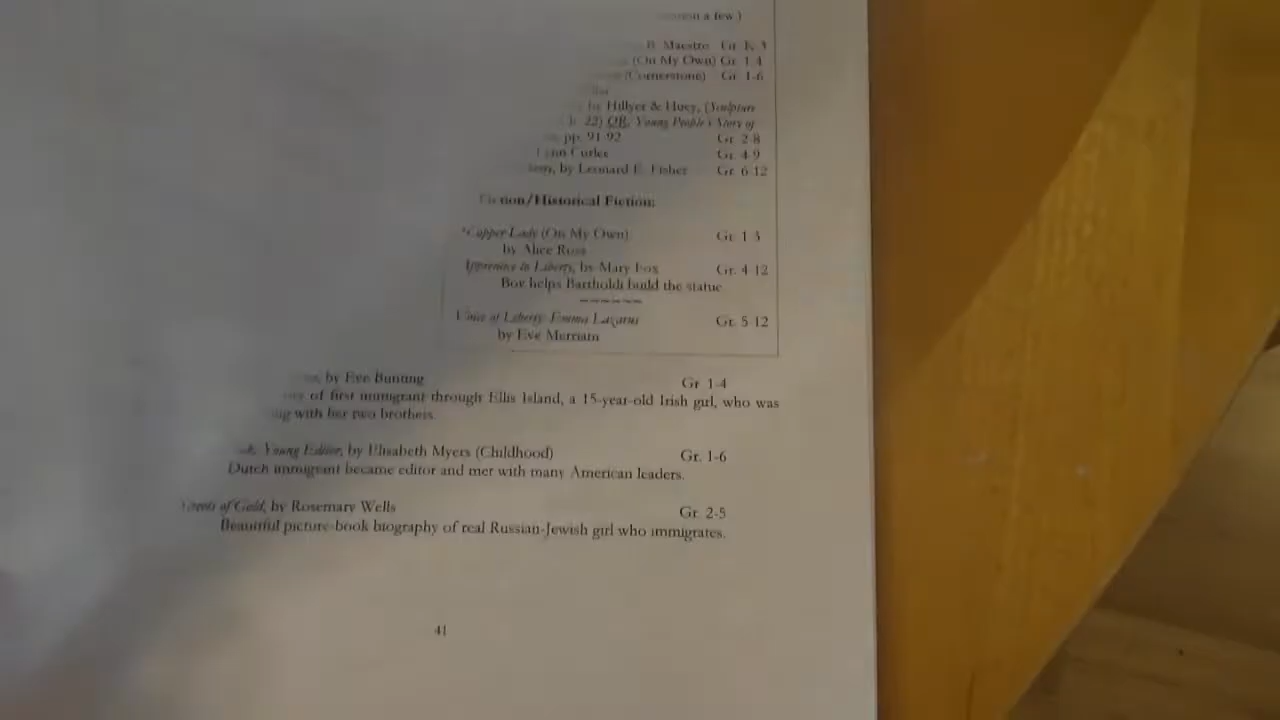 a few)
B. Maestro Gr. K-3
(On My Own) Gr. 1-4
(Cornerstone) Gr. 1-6
by Hillyer & Huey, (Sculpture
22) OR, Young People's Story of
pp. 91-92 Gr. 2-8
Lynn Curlee Gr. 4-9
by Leonard E. Fisher Gr. 6-12
Fiction/Historical Fiction:
*Copper Lady (On My Own) Gr. 1-3
by Alice Ross
Apprentice in Liberty, by Mary Fox Gr. 4-12
Boy helps Bartholdi build the statue
Voice of Liberty: Emma Lazarus Gr. 5-12
by Eve Merriam
by Eve Bunting Gr. 1-4
of first immigrant through Ellis Island, a 15-year-old Irish girl, who was
with her two brothers.
Young Editor, by Elisabeth Myers (Childhood) Gr. 1-6
Dutch immigrant became editor and met with many American leaders.
Streets of Gold, by Rosemary Wells Gr. 2-5
Beautiful picture-book biography of real Russian-Jewish girl who immigrates.
41